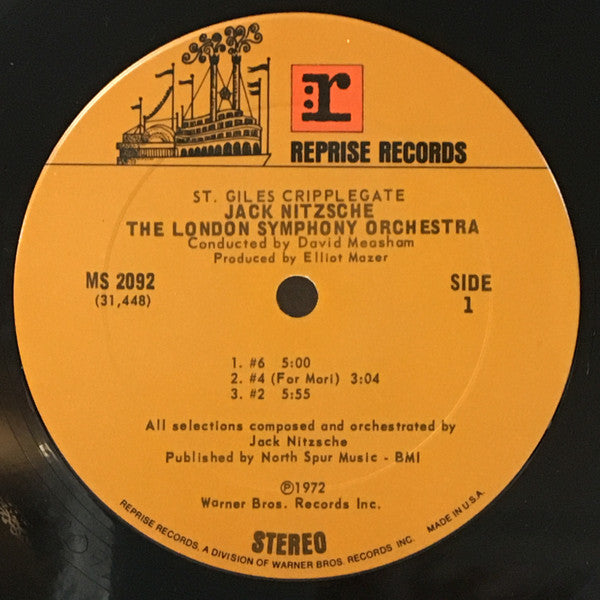 r:
REPRISE RECORDS
ST. GILES CRIPPLEGATE
JACK NITZSCHE
THE LONDON SYMPHONY ORCHESTRA
Conducted by David Measham
Produced by Elliot Mazer
MS 2092
(31,448)
SIDE
1
1. #6 5:00
2. #4 (For Mari) 3:04
3. #2 5:55
All selections composed and orchestrated by
Jack Nitzsche
Published by North Spur Music - BMI
℗1972
Warner Bros. Records Inc.
STEREO
REPRISE RECORDS, A DIVISION OF WARNER BROS. RECORDS INC. MADE IN U.S.A.